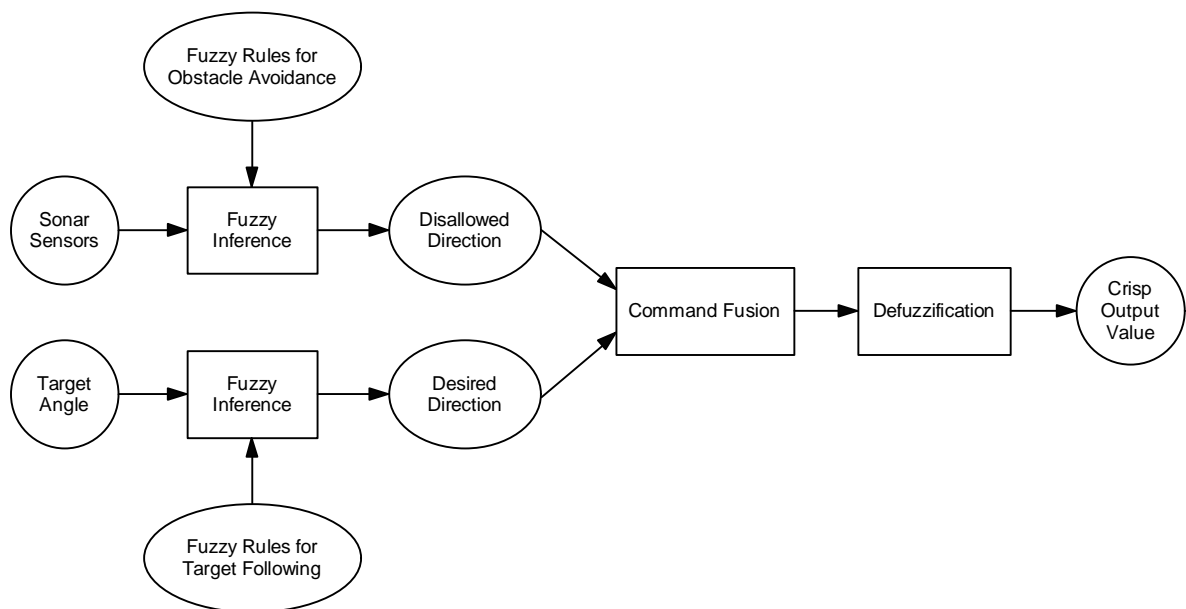 Fuzzy Rules for
Obstacle Avoidance
Sonar
Sensors
Fuzzy
Inference
Disallowed
Direction
Command Fusion
Defuzzification
Crisp
Output
Value
Target
Angle
Fuzzy
Inference
Desired
Direction
Fuzzy Rules for
Target Following